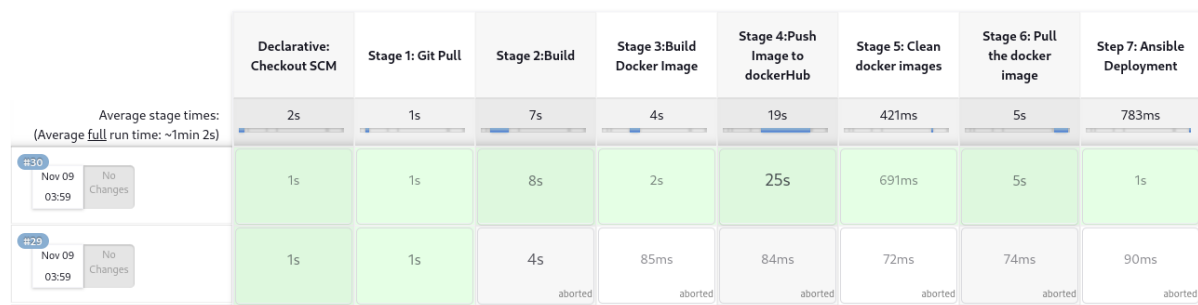 Declarative:
Checkout SCM
Stage 1: Git Pull
Stage 2:Build
Stage 3:Build
Docker Image
Stage 4:Push
Image to
dockerHub
Stage 5: Clean
docker images
Stage 6: Pull
the docker
image
Step 7: Ansible
Deployment
Average stage times:
(Average full run time: ~1min 2s)
2s
1s
7s
4s
19s
421ms
5s
783ms
#30
Nov 09
03:59
No
Changes
1s
1s
8s
2s
25s
691ms
5s
1s
#29
Nov 09
03:59
No
Changes
1s
1s
4s
aborted
85ms
aborted
84ms
aborted
72ms
aborted
74ms
aborted
90ms
aborted